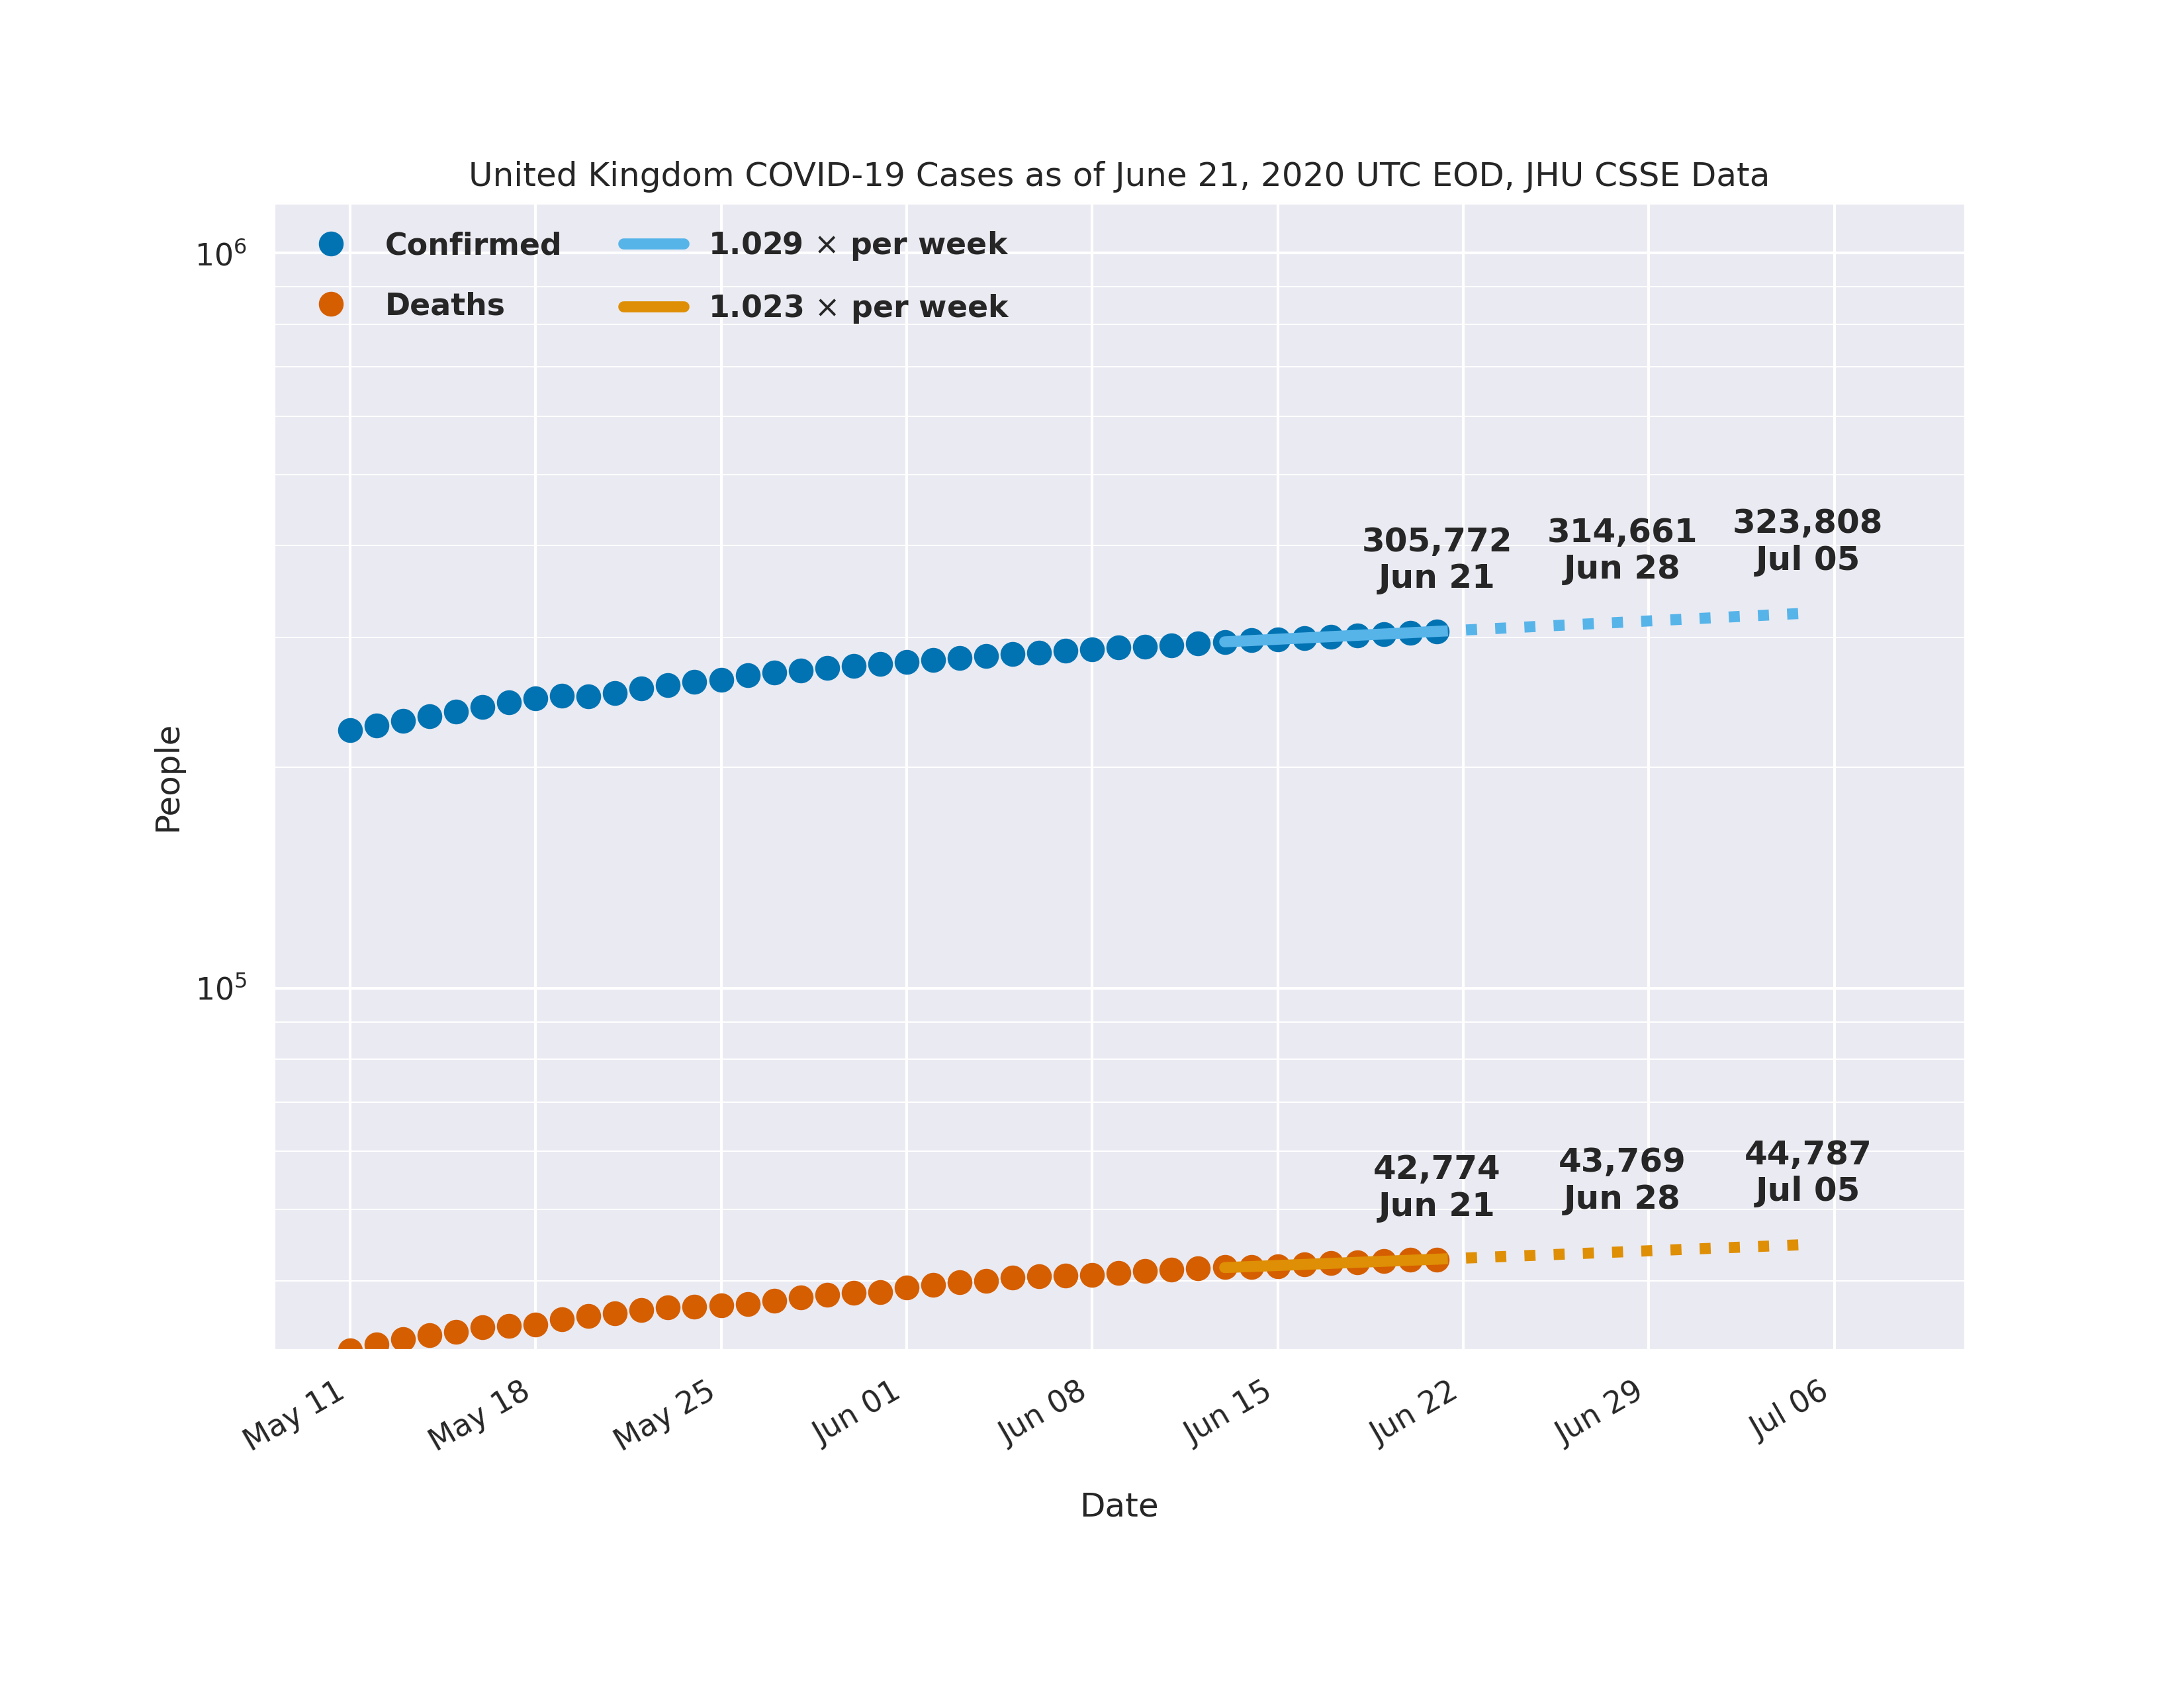 United Kingdom COVID-19 Cases as of June 21, 2020 UTC EOD, JHU CSSE Data
Confirmed
Deaths
1.029 × per week
1.023 × per week
10⁶
10⁵
People
305,772
Jun 21
314,661
Jun 28
323,808
Jul 05
42,774
Jun 21
43,769
Jun 28
44,787
Jul 05
May 11
May 18
May 25
Jun 01
Jun 08
Jun 15
Jun 22
Jun 29
Jul 06
Date